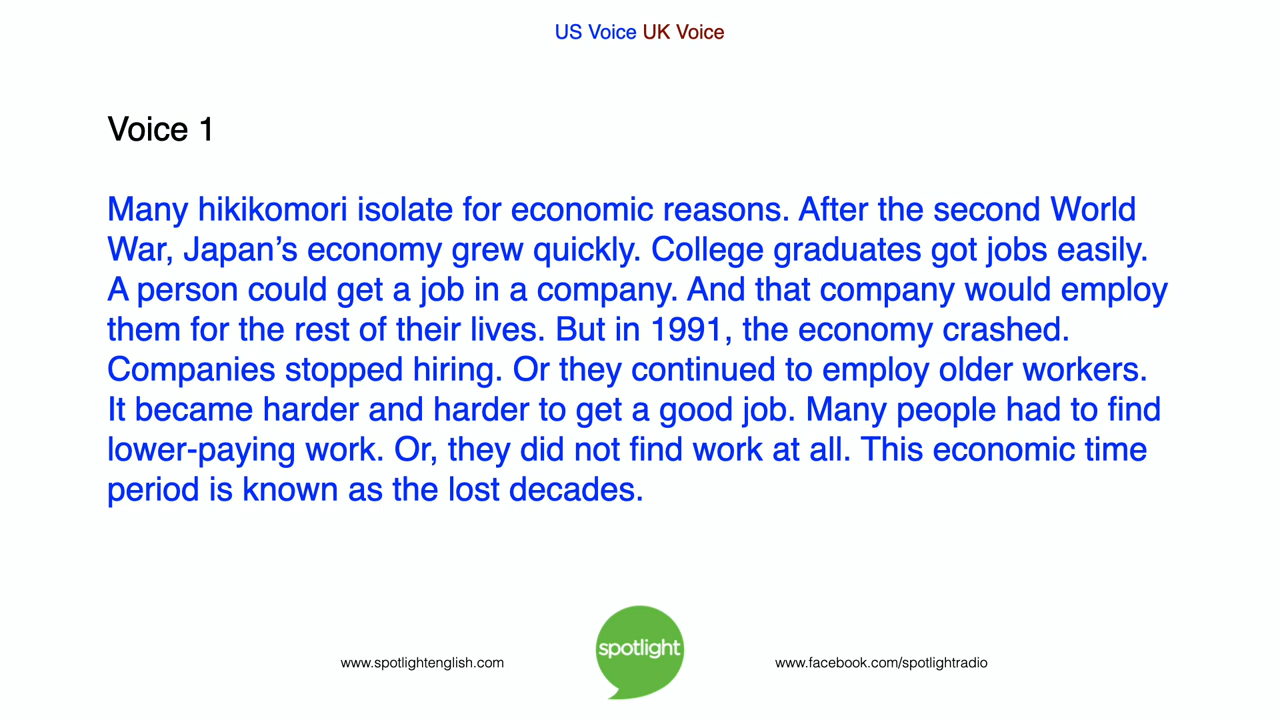 US Voice UK Voice
Voice 1
Many hikikomori isolate for economic reasons. After the second World
War, Japan’s economy grew quickly. College graduates got jobs easily.
A person could get a job in a company. And that company would employ
them for the rest of their lives. But in 1991, the economy crashed.
Companies stopped hiring. Or they continued to employ older workers.
It became harder and harder to get a good job. Many people had to find
lower-paying work. Or, they did not find work at all. This economic time
period is known as the lost decades.
www.spotlightenglish.com
spotlight
www.facebook.com/spotlightradio